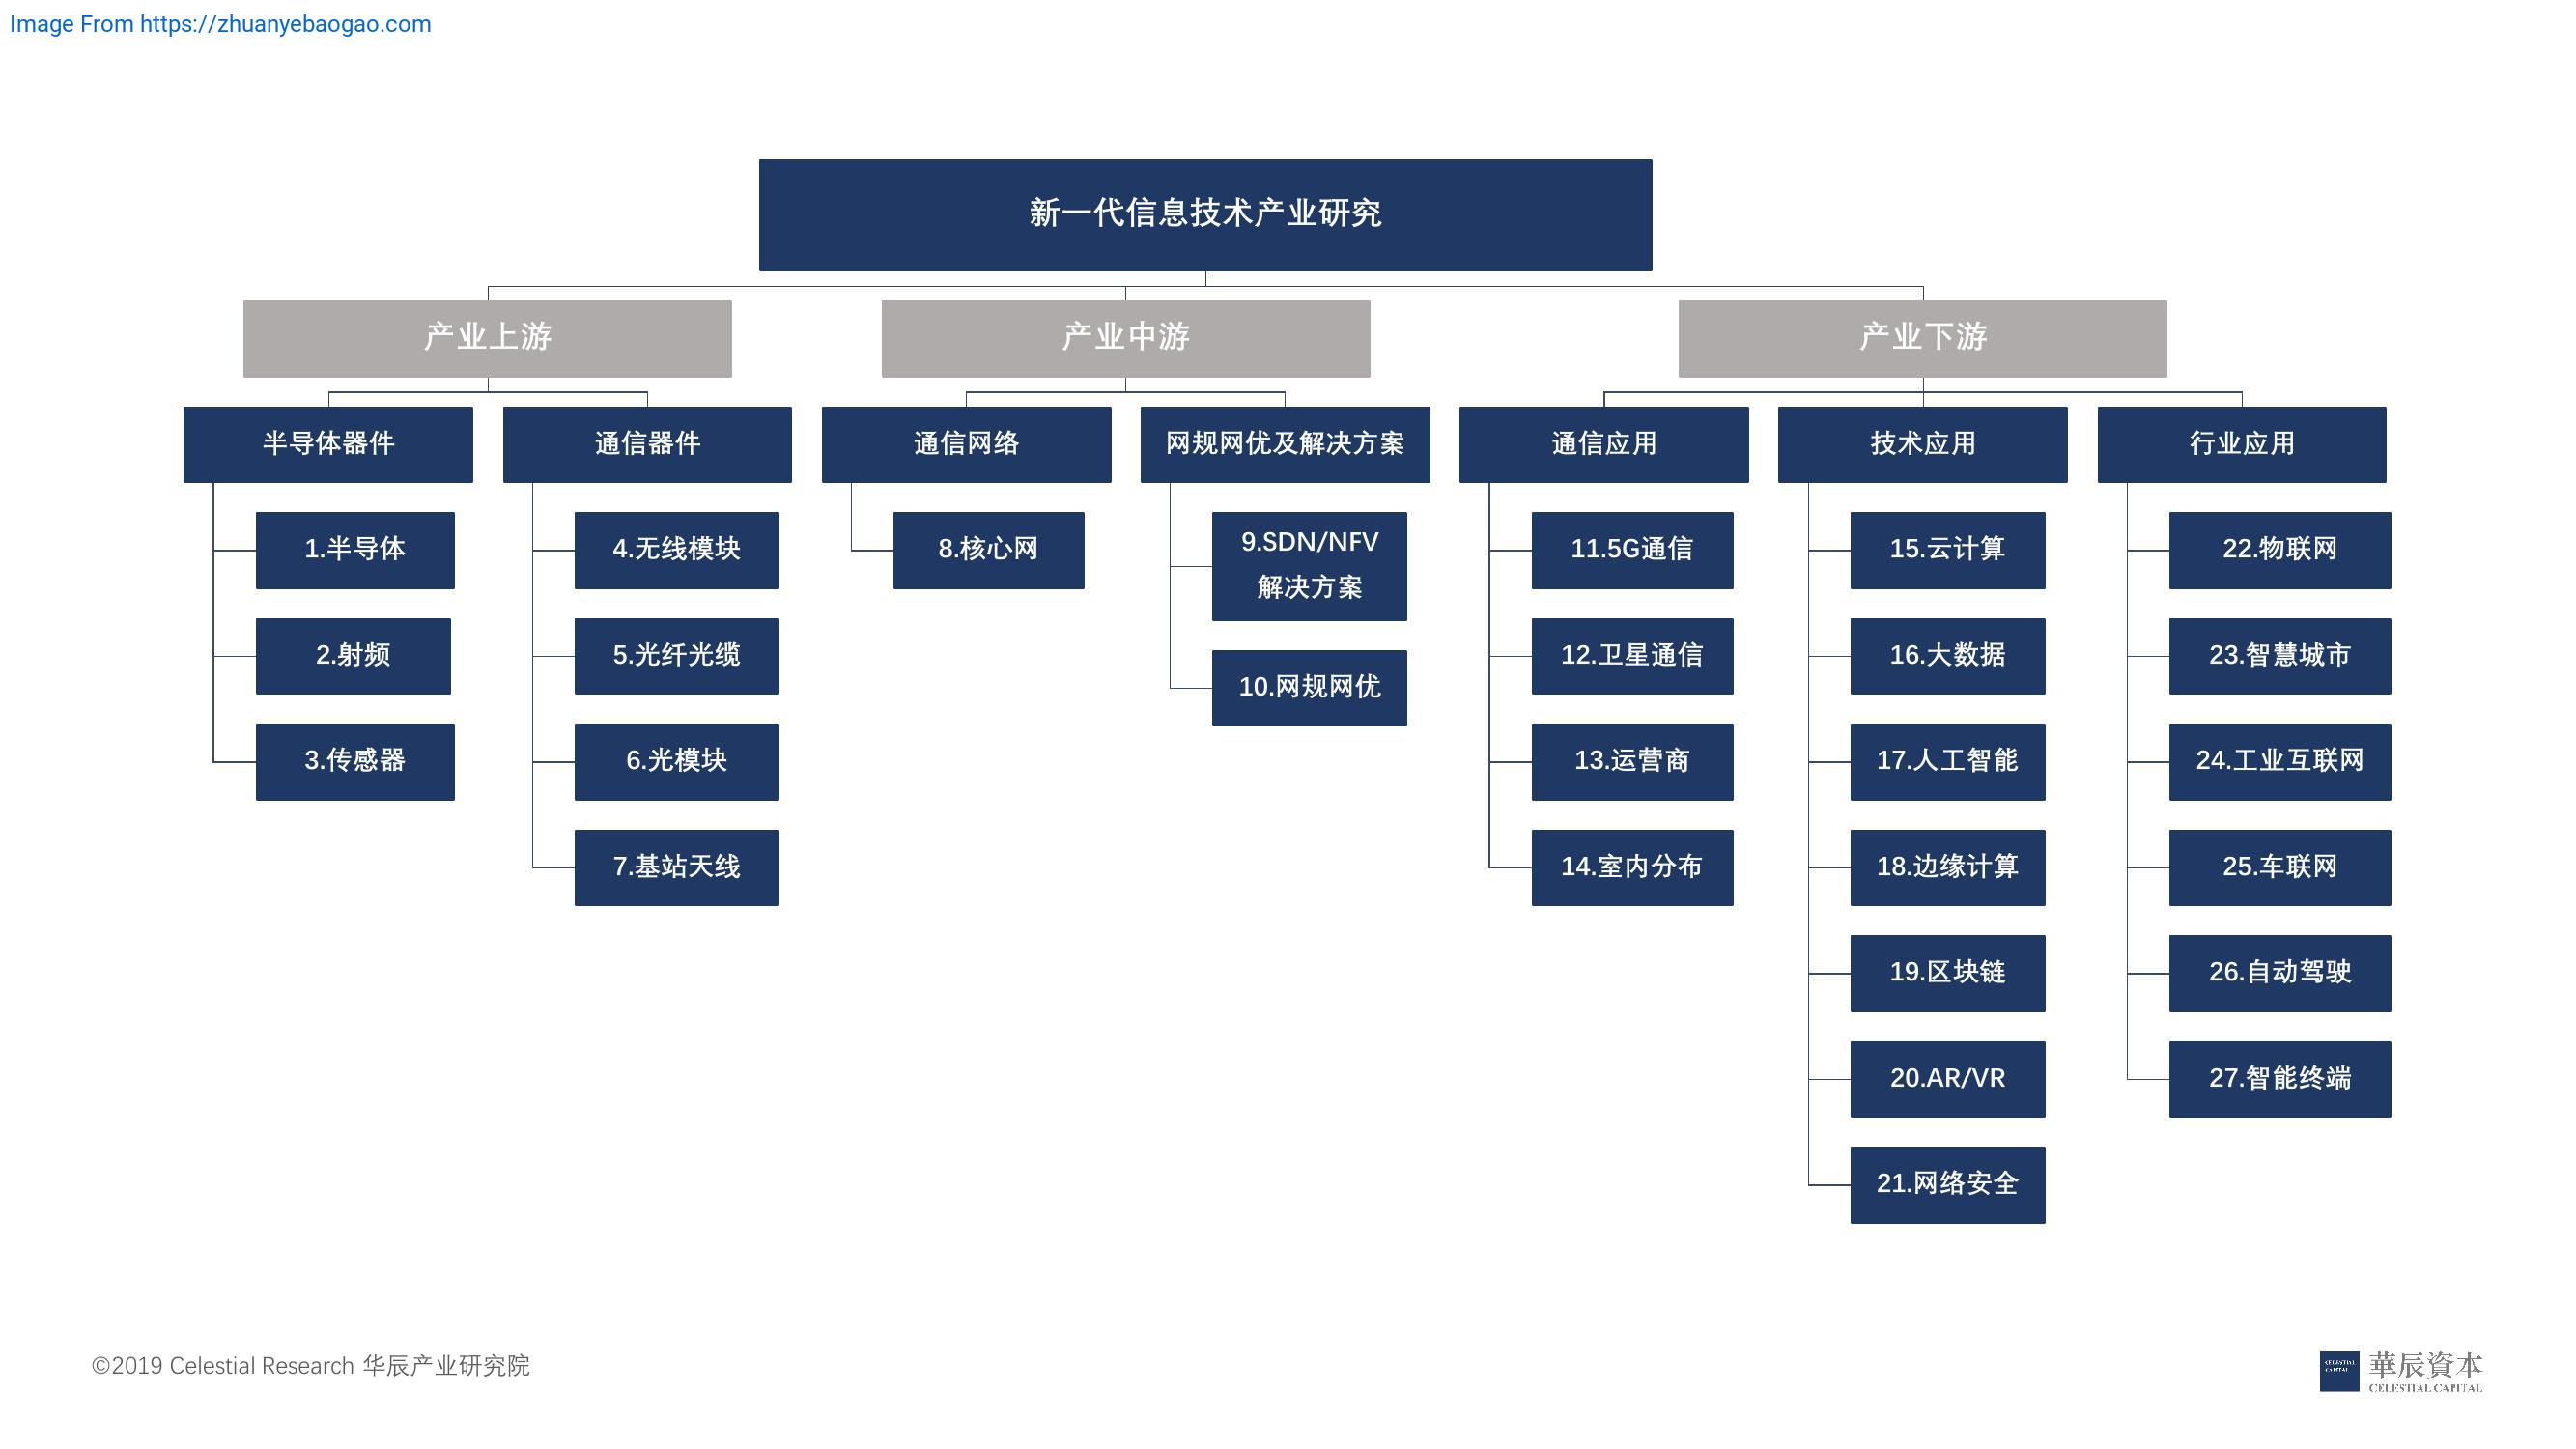 Image From https://zhuanyebaogao.com
新一代信息技术产业研究
产业上游
产业中游
产业下游
半导体器件
通信器件
通信网络
网规网优及解决方案
通信应用
技术应用
行业应用
1.半导体
2.射频
3.传感器
4.无线模块
5.光纤光缆
6.光模块
7.基站天线
8.核心网
9.SDN/NFV
解决方案
10.网规网优
11.5G通信
12.卫星通信
13.运营商
14.室内分布
15.云计算
16.大数据
17.人工智能
18.边缘计算
19.区块链
20.AR/VR
21.网络安全
22.物联网
23.智慧城市
24.工业互联网
25.车联网
26.自动驾驶
27.智能终端
©2019 Celestial Research 华辰产业研究院
CELESTIAL
CAPITAL
華辰資本
CELESTIAL CAPITAL